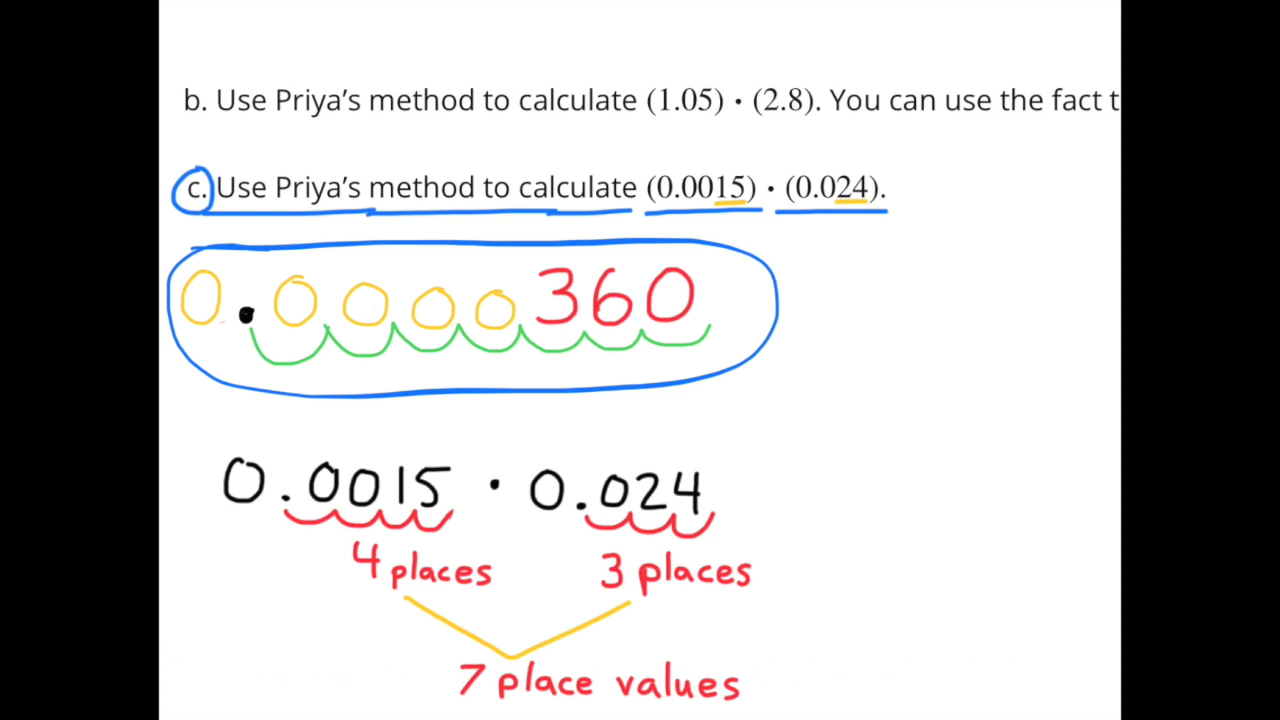 b. Use Priya's method to calculate (1.05) · (2.8). You can use the fact t
c. Use Priya's method to calculate (0.0015) · (0.024).
0.0000360
0.0015 · 0.024
4 places 3 places
7 place values